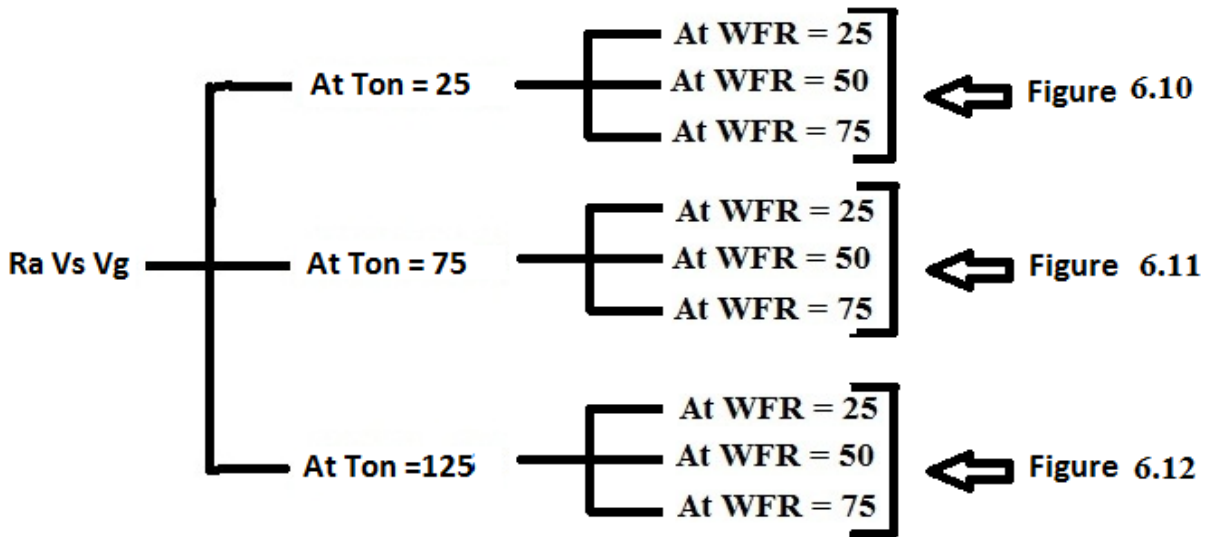 At WFR = 25
At Ton = 25
At WFR = 50
Figure 6.10
At WFR = 75
At WFR = 25
Ra Vs Vg
At Ton = 75
At WFR = 50
Figure 6.11
At WFR = 75
At WFR = 25
At Ton =125
At WFR = 50
Figure 6.12
At WFR = 75